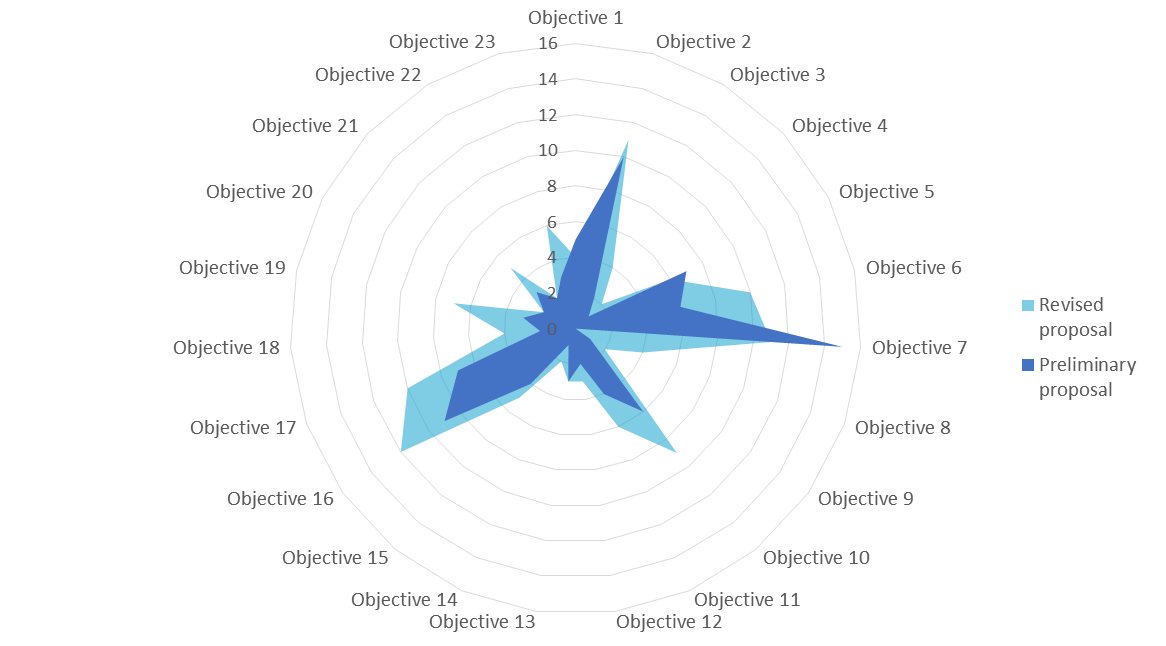 Objective 1
Objective 2
Objective 3
Objective 4
Objective 5
Objective 6
Objective 7
Objective 8
Objective 9
Objective 10
Objective 11
Objective 12
Objective 13
Objective 14
Objective 15
Objective 16
Objective 17
Objective 18
Objective 19
Objective 20
Objective 21
Objective 22
Objective 23
16
14
12
10
8
6
4
2
0
Revised
proposal
Preliminary
proposal